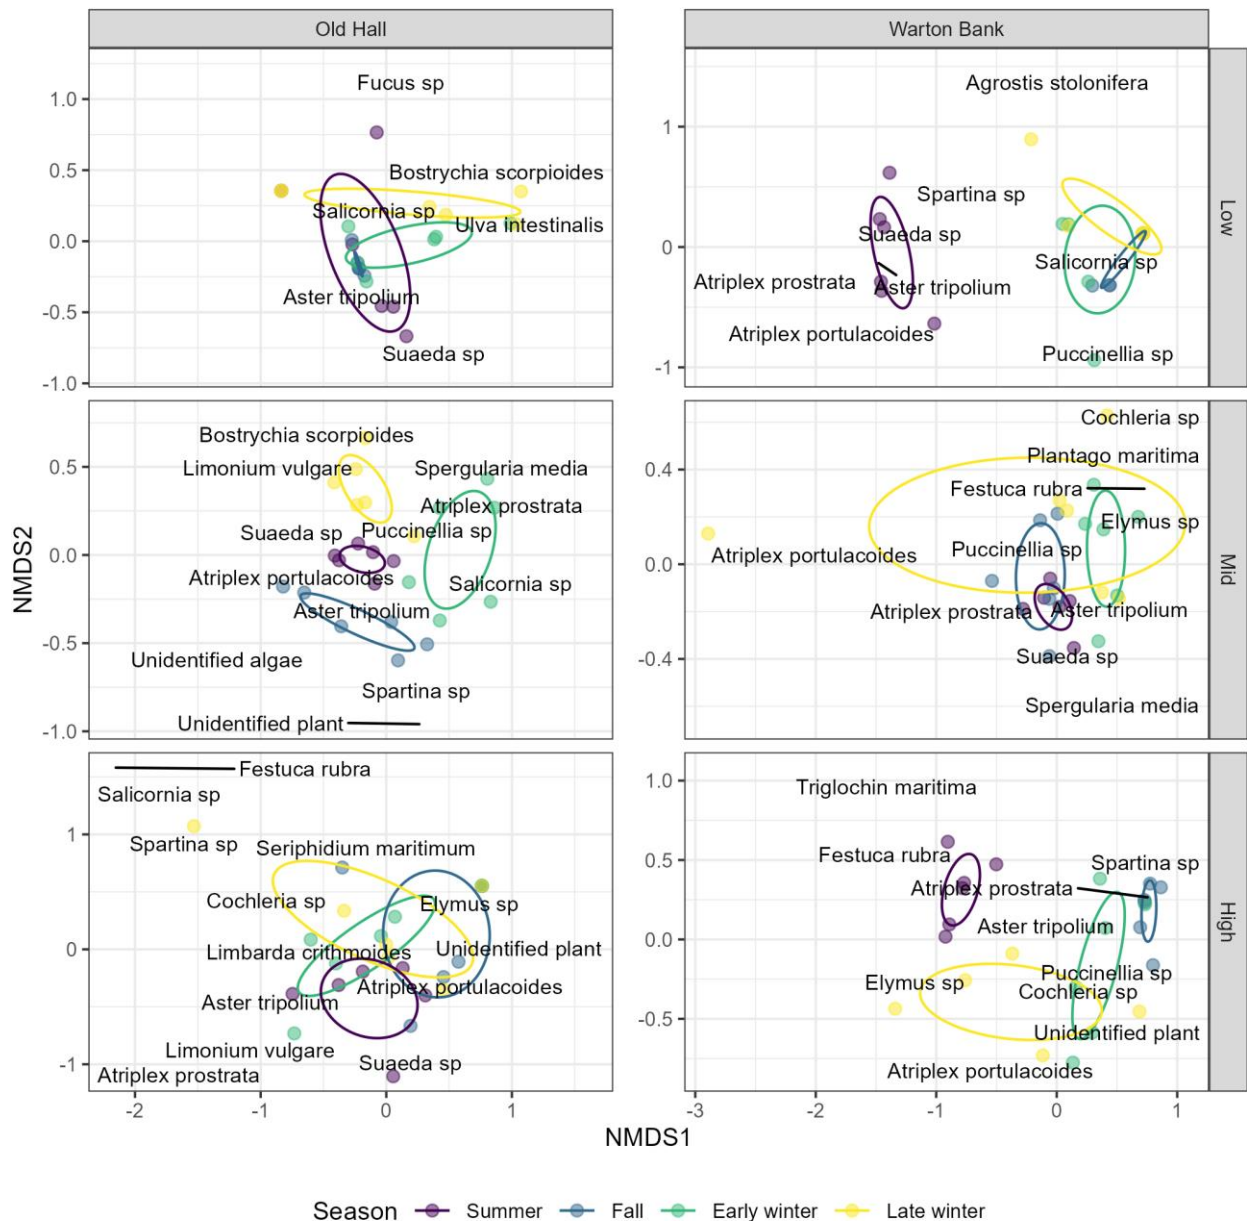 Old Hall
Warton Bank
Fucus sp
Bostrychia scorpioides
Salicornia sp
Ulva intestinalis
Aster tripolium
Suaeda sp
1.0
0.5
0.0
-0.5
-1.0
Agrostis stolonifera
Spartina sp
Suaeda sp
Salicornia sp
Atriplex prostrata
Aster tripolium
Atriplex portulacoides
Puccinellia sp
1
0
-1
Low
Bostrychia scorpioides
Limonium vulgare
Spergularia media
Atriplex prostrata
Suaeda sp
Puccinellia sp
Atriplex portulacoides
Salicornia sp
Aster tripolium
Unidentified algae
Spartina sp
Unidentified plant
0.5
0.0
-0.5
-1.0
Cochleria sp
Plantago maritima
Festuca rubra
Elymus sp
Atriplex portulacoides
Puccinellia sp
Atriplex prostrata
Aster tripolium
Suaeda sp
Spergularia media
0.4
0.0
-0.4
Mid
Festuca rubra
Salicornia sp
Spartina sp
Seriphidium maritimum
Cochleria sp
Elymus sp
Limbarda crithmoides
Unidentified plant
Aster tripolium
Atriplex portulacoides
Limonium vulgare
Suaeda sp
Atriplex prostrata
1
0
-1
-2
-1
0
1
Triglochin maritima
Festuca rubra
Spartina sp
Atriplex prostrata
Aster tripolium
Elymus sp
Puccinellia sp
Cochleria sp
Unidentified plant
Atriplex portulacoides
1.0
0.5
0.0
-0.5
-3
-2
-1
0
1
High
NMDS2
NMDS1
Season
Summer
Fall
Early winter
Late winter